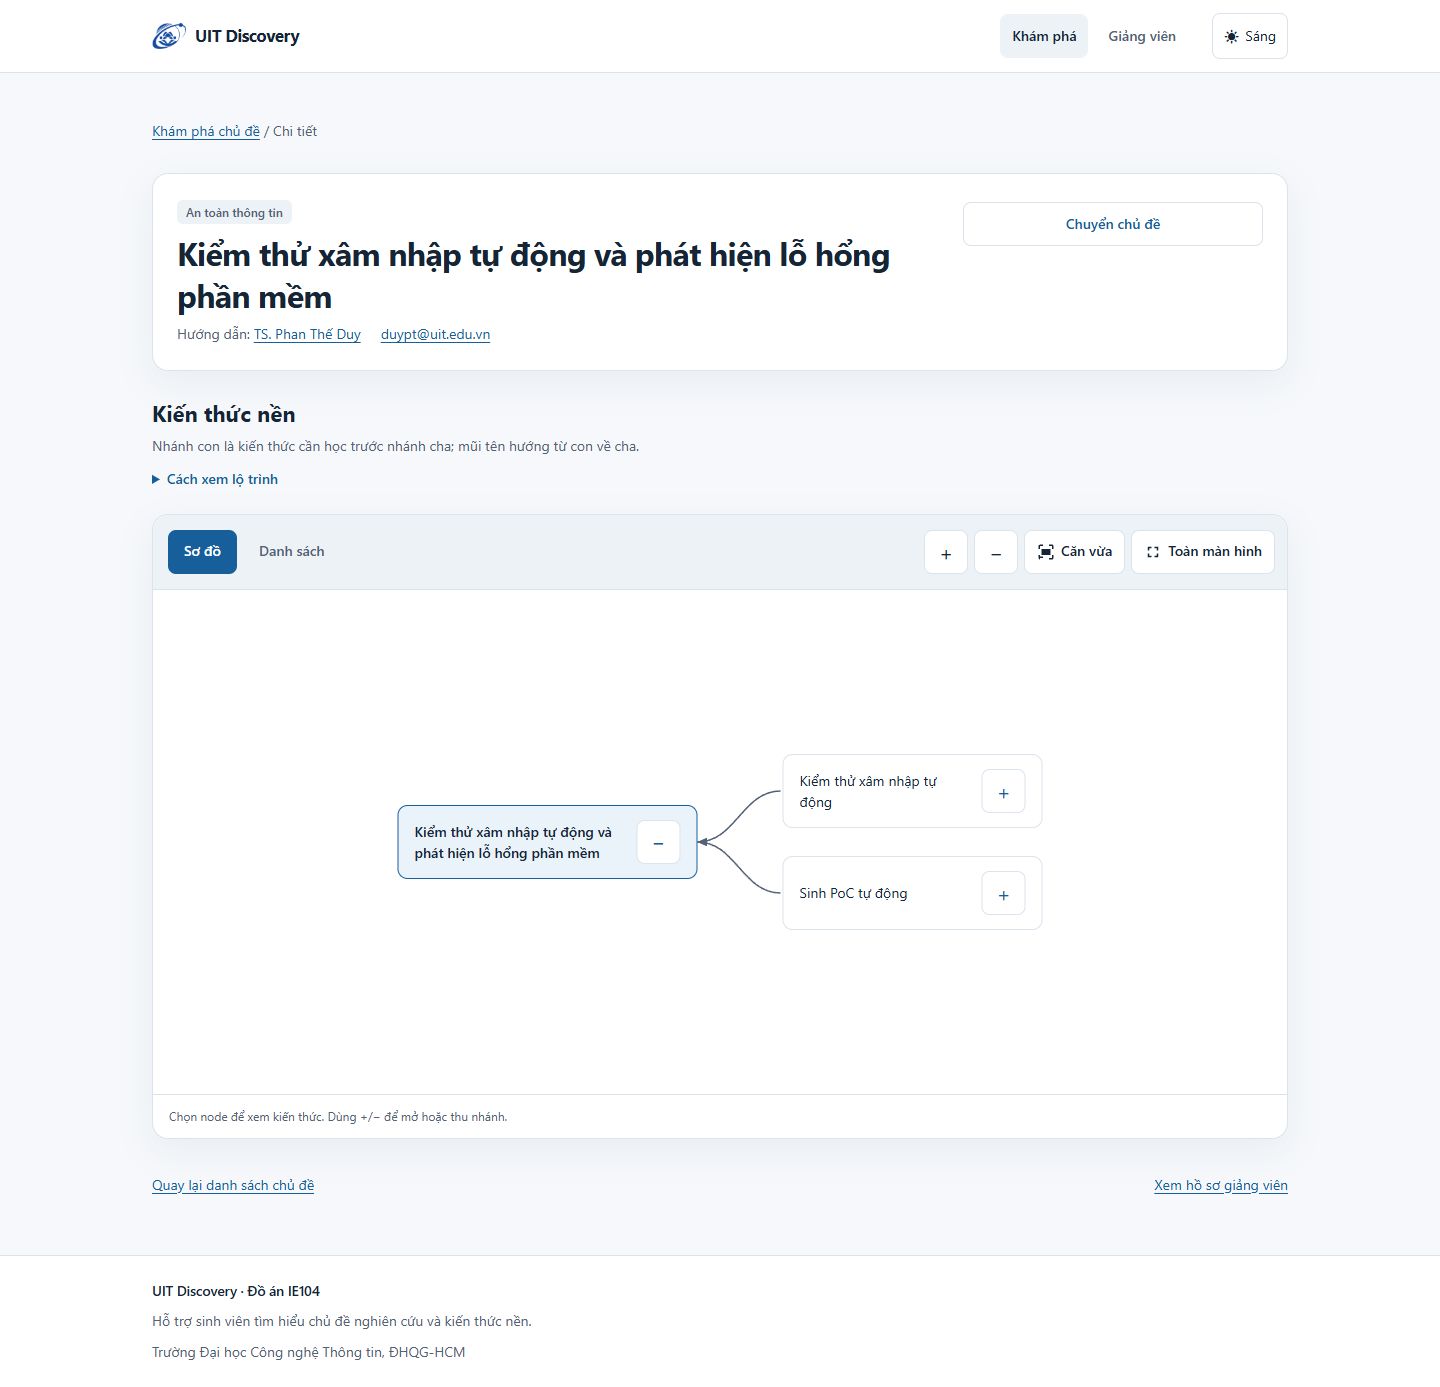 UIT Discovery
Khám phá
Giảng viên
Sáng
Khám phá chủ đề / Chi tiết
An toàn thông tin
Chuyển chủ đề
Kiểm thử xâm nhập tự động và phát hiện lỗ hổng
phần mềm
Hướng dẫn: TS. Phan Thế Duy duypt@uit.edu.vn
Kiến thức nền
Nhánh con là kiến thức cần học trước nhánh cha; mũi tên hướng từ con về cha.
Cách xem lộ trình
Sơ đồ
Danh sách
+
−
Căn vừa
Toàn màn hình
Kiểm thử xâm nhập tự động và
phát hiện lỗ hổng phần mềm
−
Kiểm thử xâm nhập tự
động
+
Sinh PoC tự động
+
Chọn node để xem kiến thức. Dùng +/− để mở hoặc thu nhánh.
Quay lại danh sách chủ đề
Xem hồ sơ giảng viên
UIT Discovery · Đồ án IE104
Hỗ trợ sinh viên tìm hiểu chủ đề nghiên cứu và kiến thức nền.
Trường Đại học Công nghệ Thông tin, ĐHQG-HCM